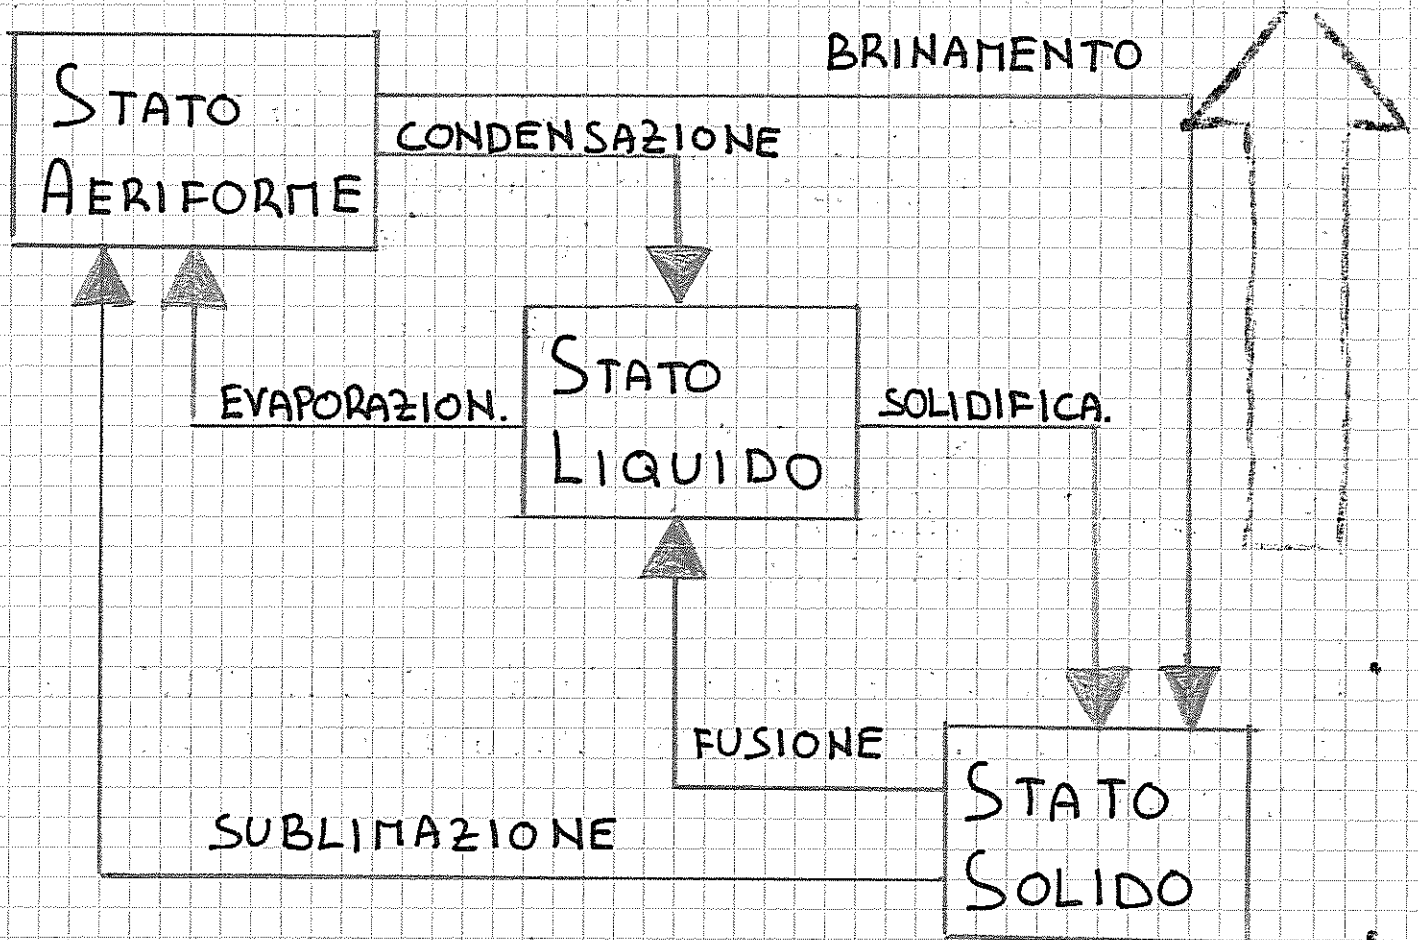 BRINAMENTO
STATO
AERIFORME
CONDENSAZIONE
STATO
LIQUIDO
EVAPORAZION.
SOLIDIFICA.
FUSIONE
STATO
SOLIDO
SUBLIMAZIONE